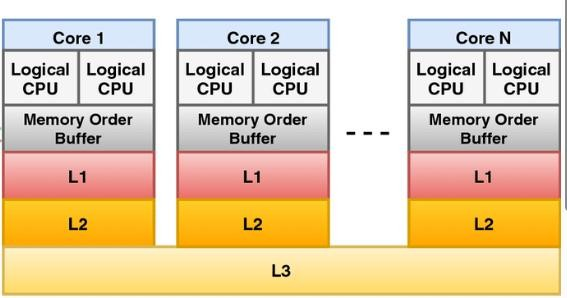 Core 1
Core 2
Core N
Logical CPU
Logical CPU
Logical CPU
Logical CPU
Logical CPU
Logical CPU
Memory Order
Buffer
Memory Order
Buffer
Memory Order
Buffer
L1
L1
L1
L2
L2
L2
L3